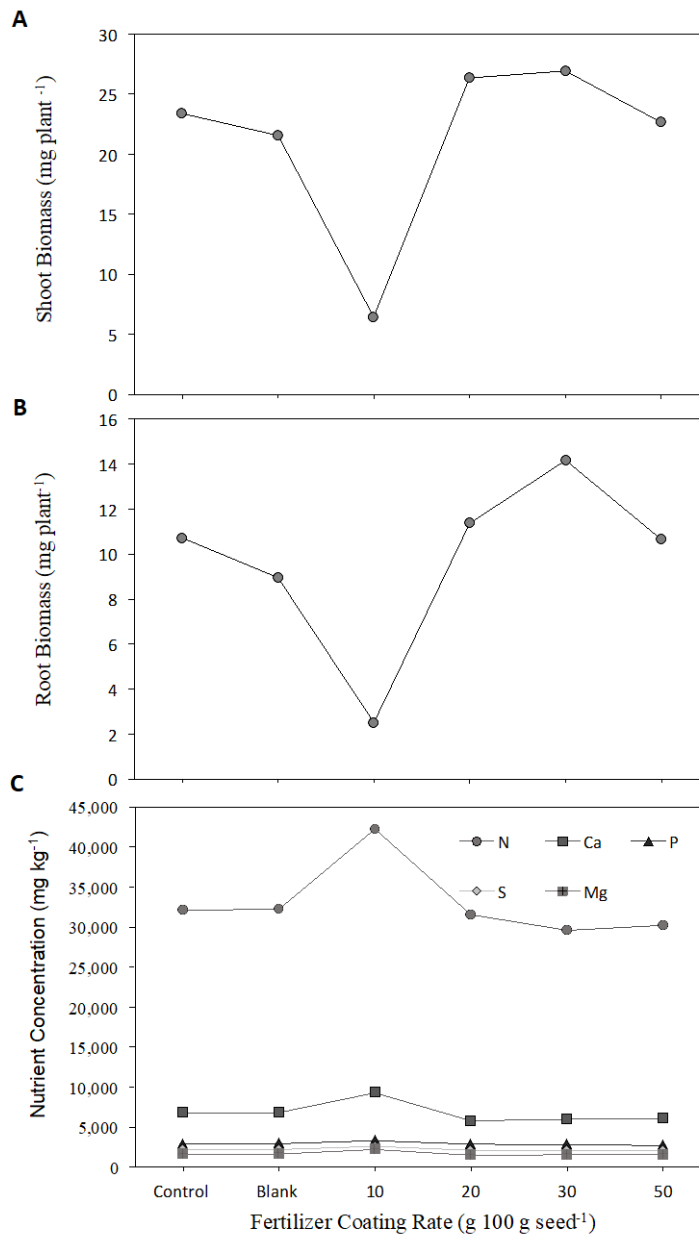 A
30
25
20
15
10
5
0
Shoot Biomass (mg plant -1)
B
16
14
12
10
8
6
4
2
0
Root Biomass (mg plant-1)
C
45,000
40,000
35,000
30,000
25,000
20,000
15,000
10,000
5,000
0
Nutrient Concentration (mg kg-1)
N Ca P
S Mg
Control Blank 10 20 30 50
Fertilizer Coating Rate (g 100 g seed-1)